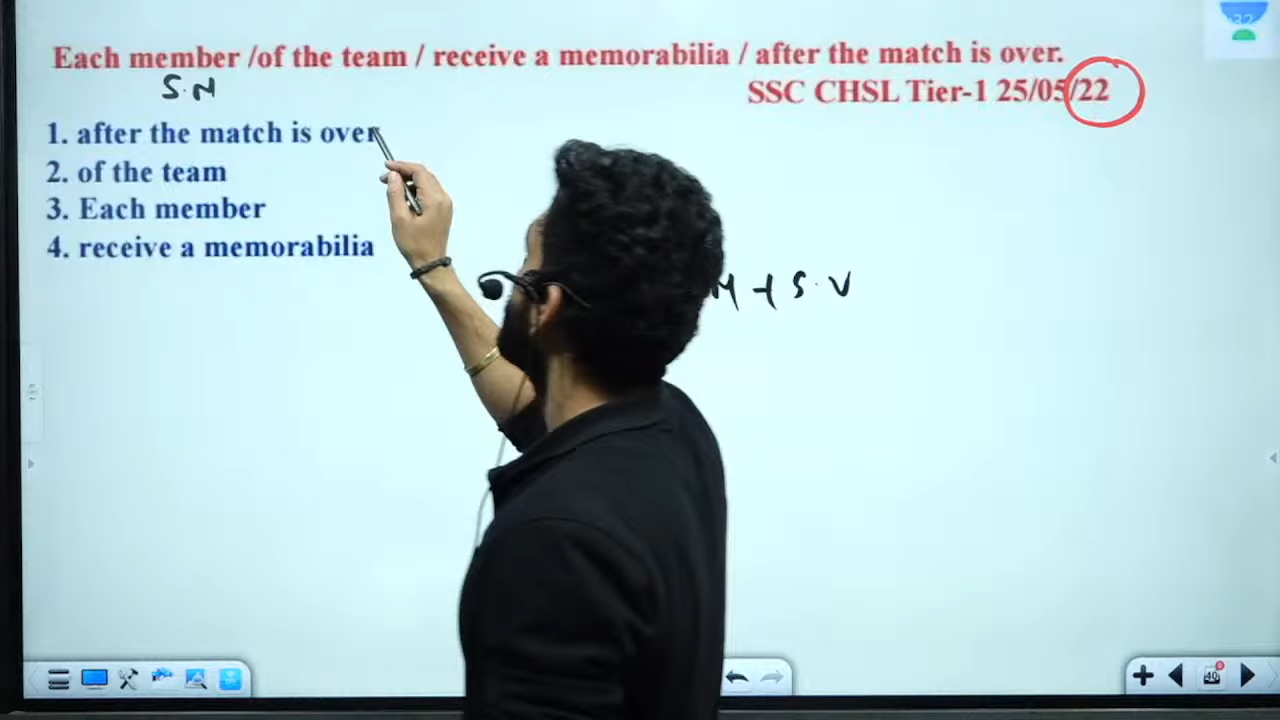 Each member /of the team / receive a memorabilia / after the match is over.
S.N
SSC CHSL Tier-1 25/05/22
1. after the match is over
2. of the team
3. Each member
4. receive a memorabilia
+ S.V